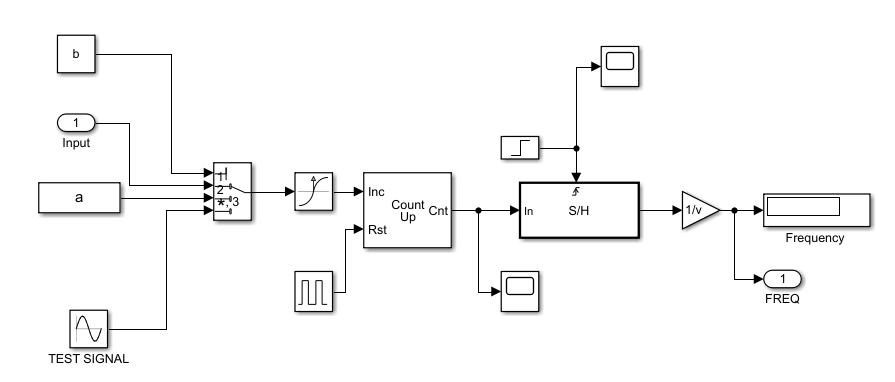 b
1
Input
a
1
2
*, 3
TEST SIGNAL
Inc
Count
Up
Cnt
Rst
In
S/H
1/v
Frequency
1
FREQ